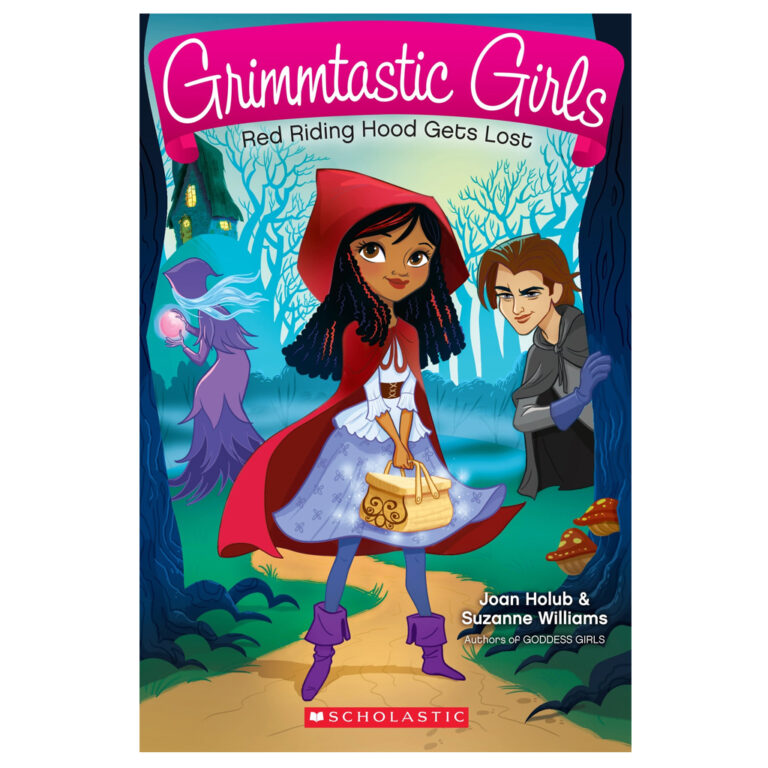 Grimmtastic Girls
Red Riding Hood Gets Lost
Joan Holub &
Suzanne Williams
Authors of GODDESS GIRLS
SCHOLASTIC